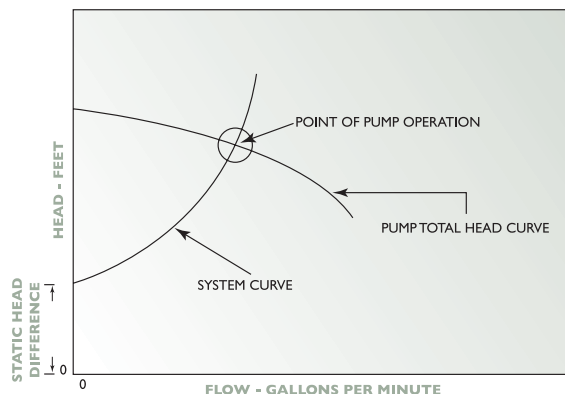 POINT OF PUMP OPERATION
HEAD - FEET
PUMP TOTAL HEAD CURVE
SYSTEM CURVE
STATIC HEAD
DIFFERENCE
0
0
FLOW - GALLONS PER MINUTE